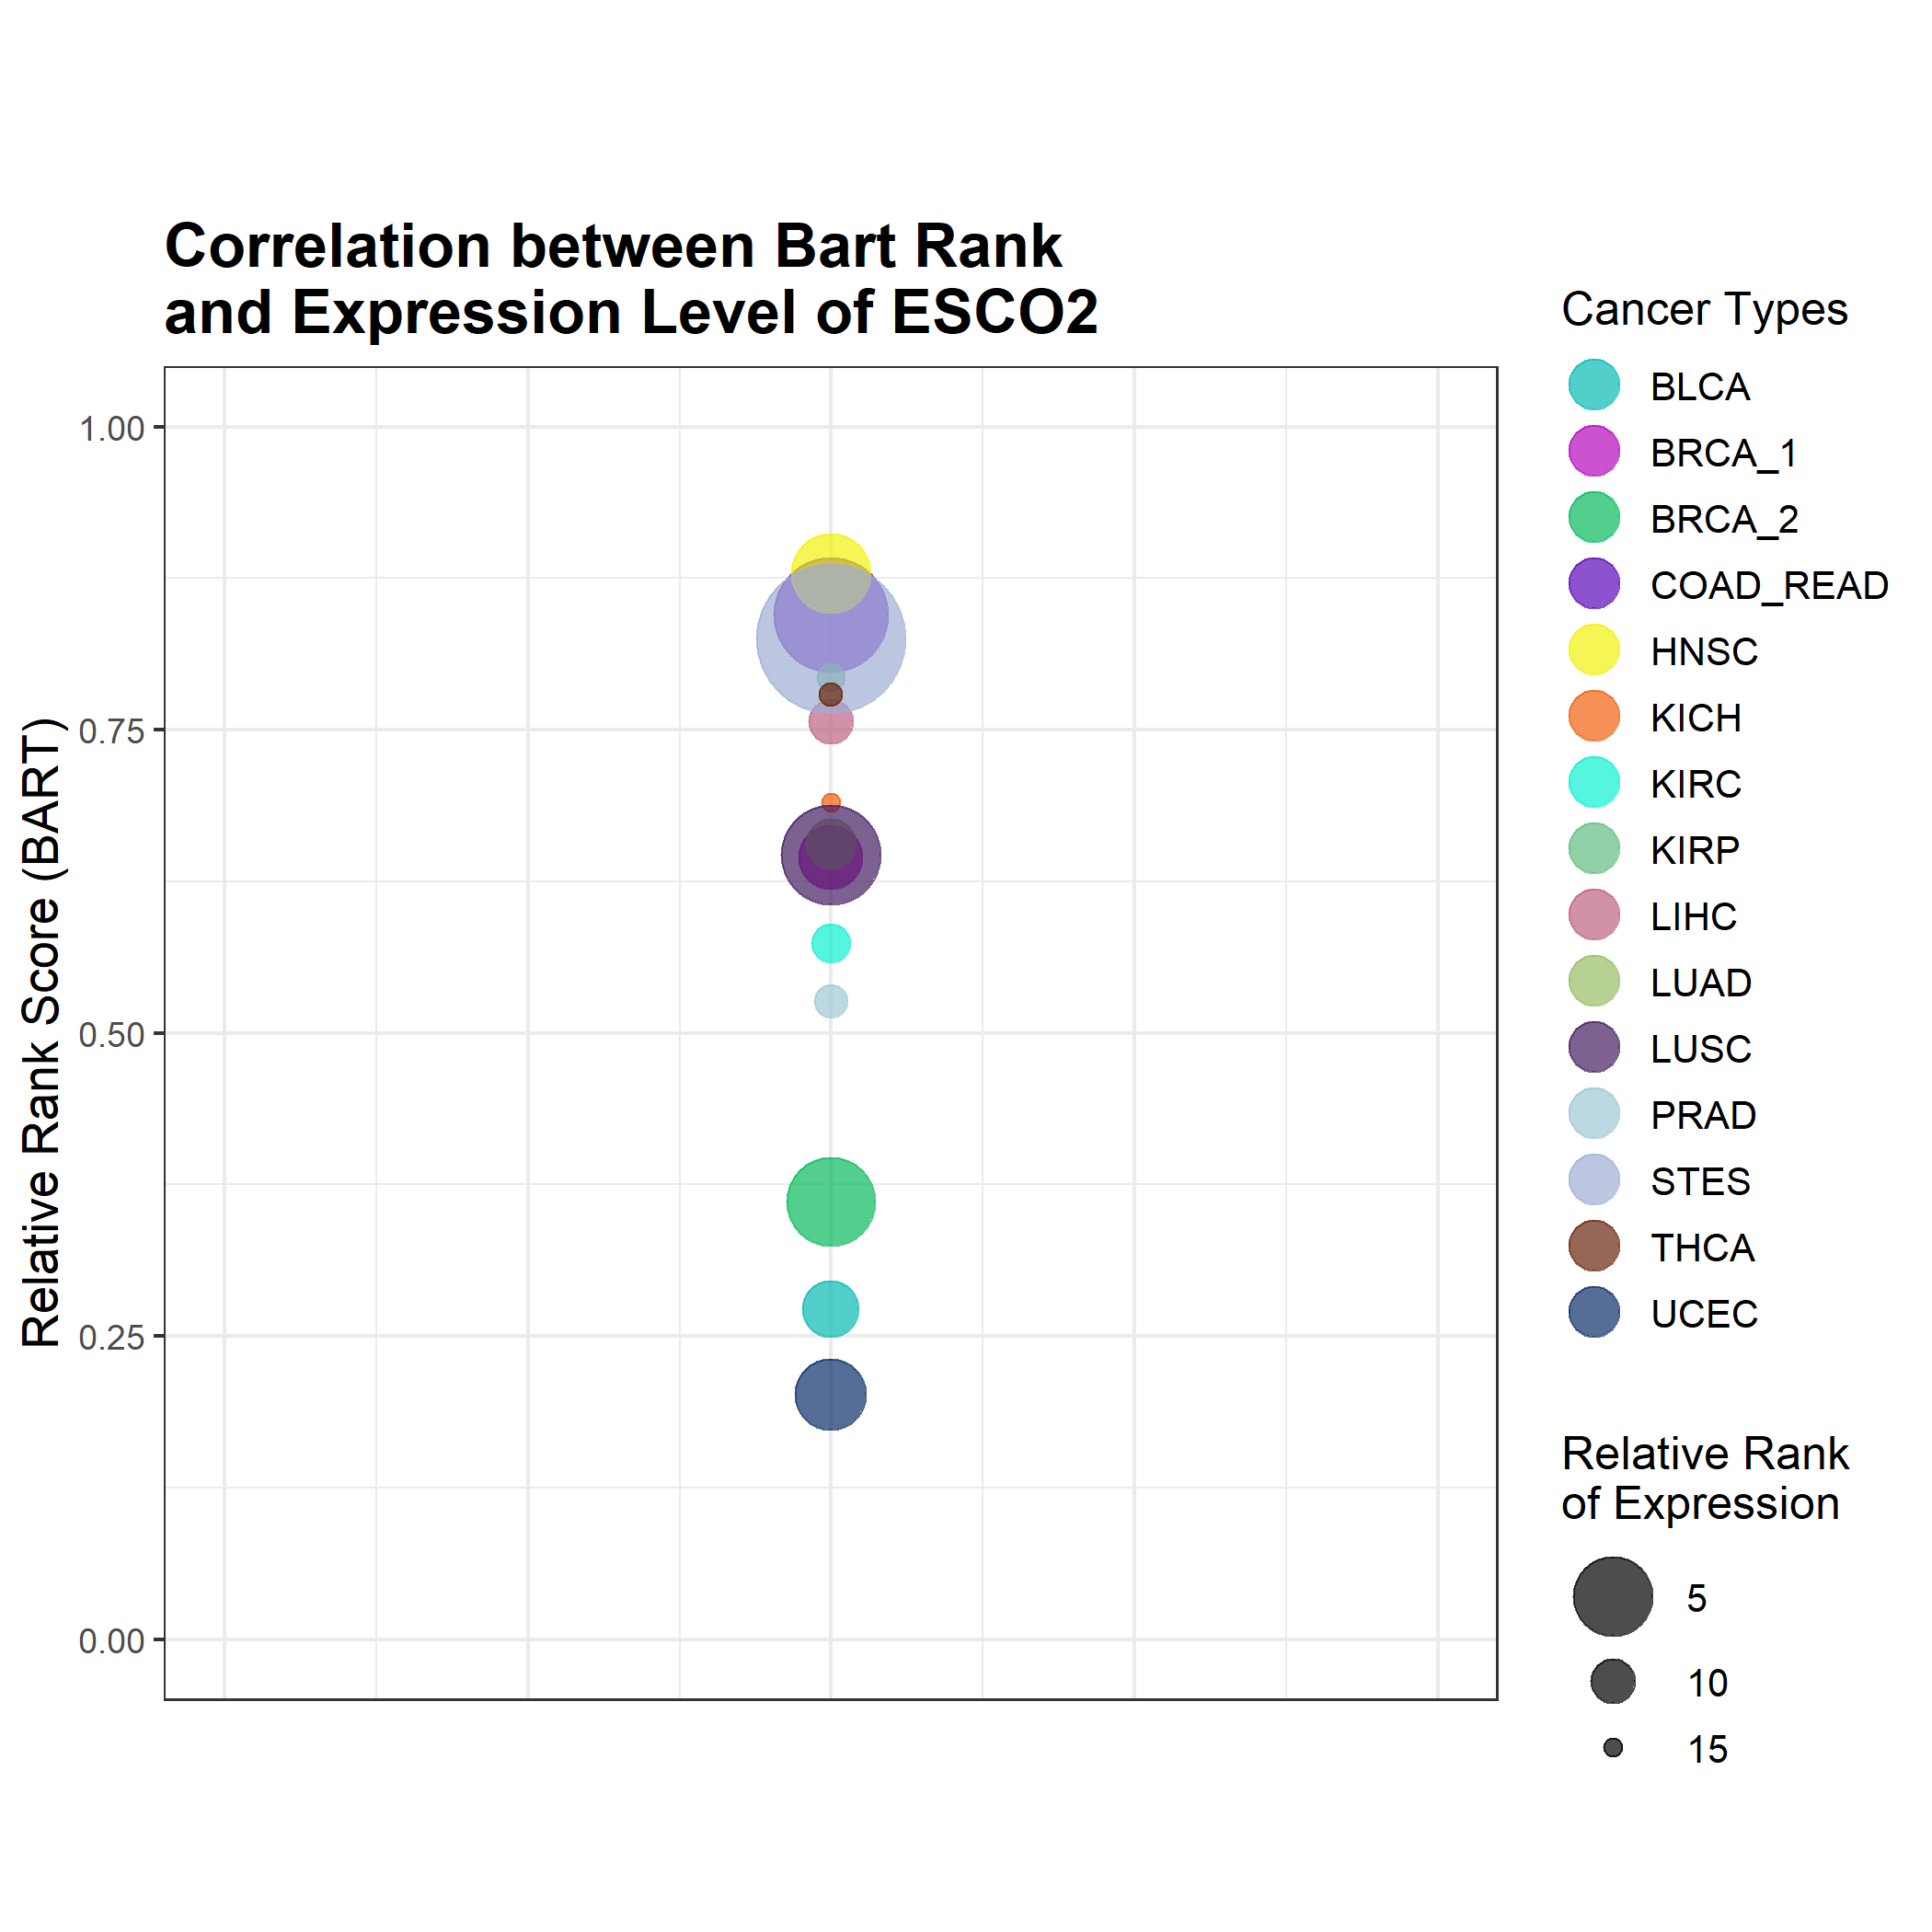 Correlation between Bart Rank
and Expression Level of ESCO2
Relative Rank Score (BART)
1.00
0.75
0.50
0.25
0.00
Cancer Types
BLCA
BRCA_1
BRCA_2
COAD_READ
HNSC
KICH
KIRC
KIRP
LIHC
LUAD
LUSC
PRAD
STES
THCA
UCEC
Relative Rank
of Expression
5
10
15